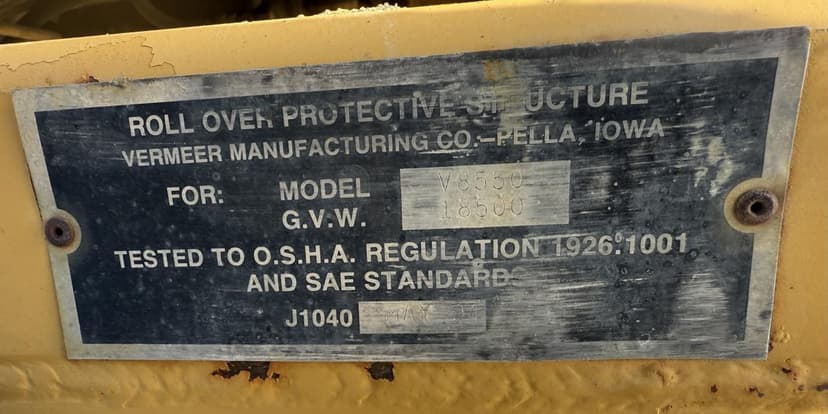 ROLL OVER PROTECTIVE STRUCTURE
VERMEER MANUFACTURING CO.-PELLA, IOWA
FOR: MODEL V8550
G.V.W. 18500
TESTED TO O.S.H.A. REGULATION 1926.1001
AND SAE STANDARDS
J1040